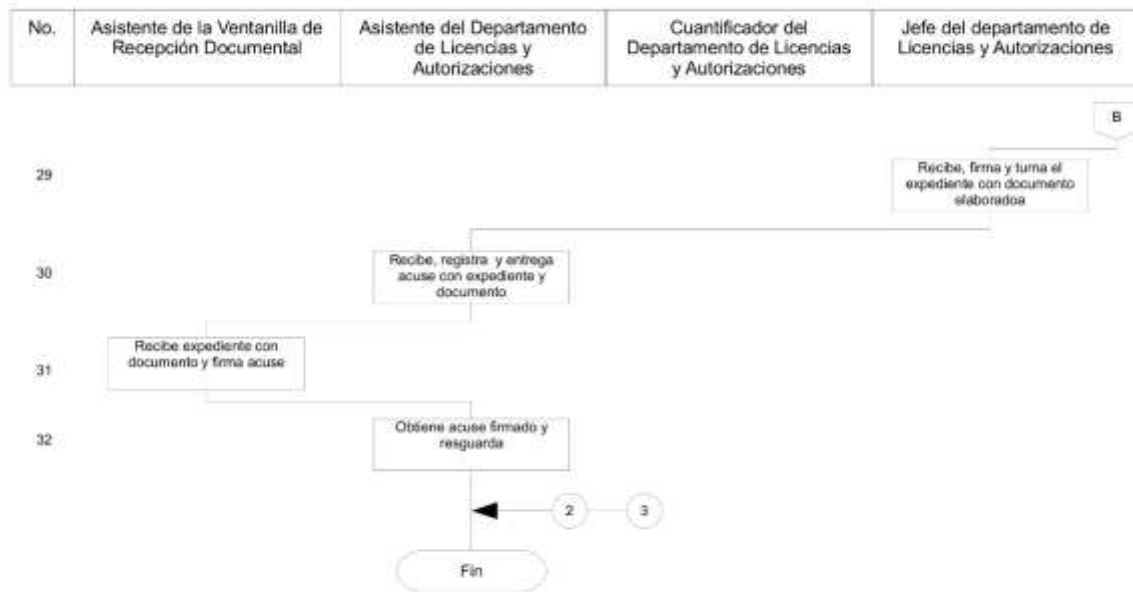 No.
Asistente de la Ventanilla de
Recepción Documental
Asistente del Departamento
de Licencias y
Autorizaciones
Cuantificador del
Departamento de Licencias
y Autorizaciones
Jefe del departamento de
Licencias y Autorizaciones
B
29
Recibe, firma y turna el
expediente con documento
elaboradoa
30
Recibe, registra y entrega
acuse con expediente y
documento
31
Recibe expediente con
documento y firma acuse
32
Obtiene acuse firmado y
resguarda
2
3
Fin